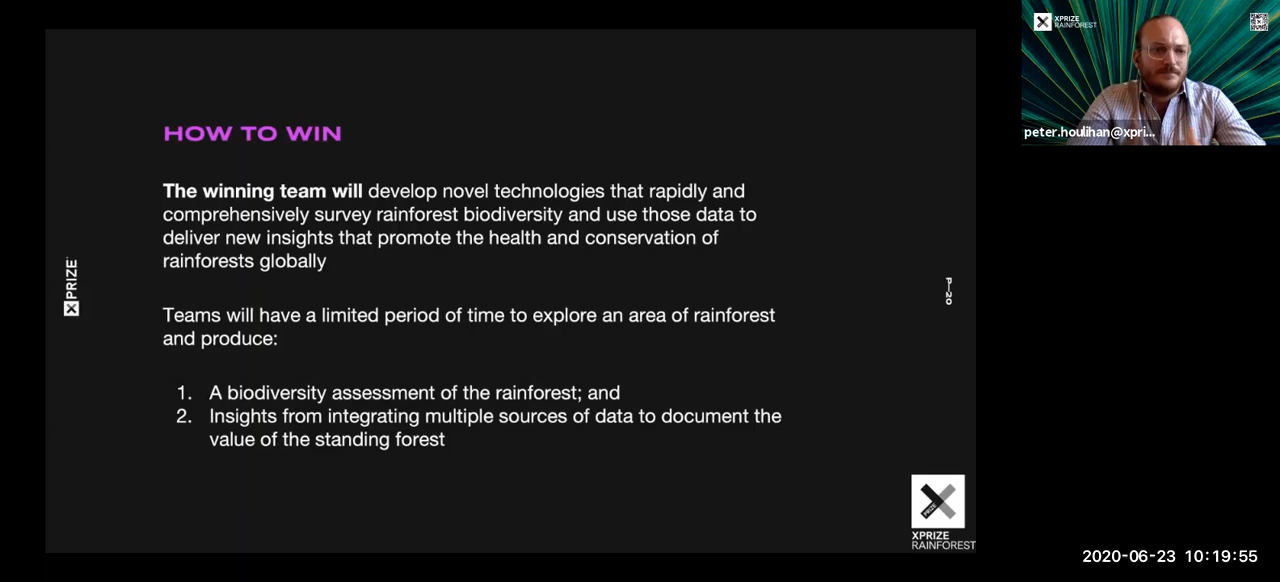 HOW TO WIN
The winning team will develop novel technologies that rapidly and
comprehensively survey rainforest biodiversity and use those data to
deliver new insights that promote the health and conservation of
rainforests globally
Teams will have a limited period of time to explore an area of rainforest
and produce:
1. A biodiversity assessment of the rainforest; and
2. Insights from integrating multiple sources of data to document the
value of the standing forest
XPRIZE
P—20
PRIZE
XPRIZE
RAINFOREST
XPRIZE
RAINFOREST
peter.houlihan@xpri...
2020-06-23 10:19:55